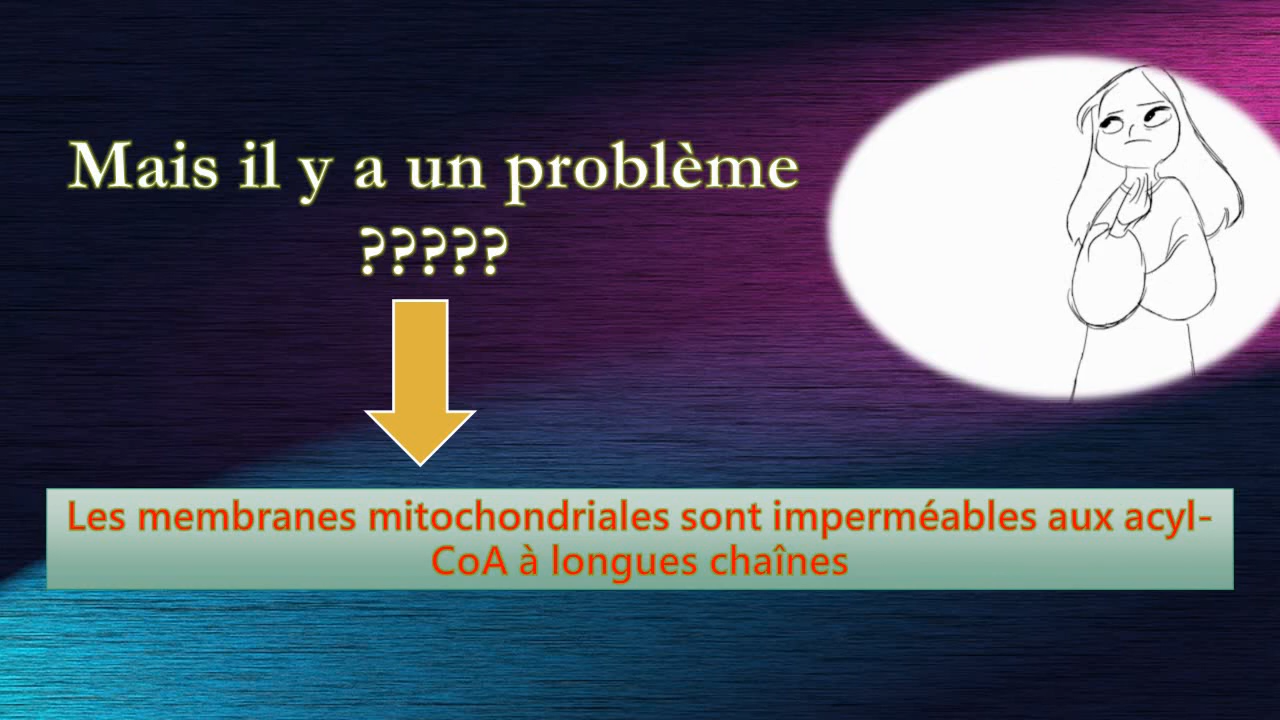 Mais il y a un problème
?????
Les membranes mitochondriales sont imperméables aux acyl-
CoA à longues chaînes